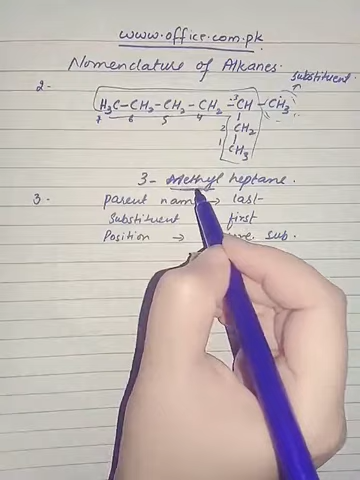 www.office.com.pk
Nomenclature of Alkanes.
substituent
2-
H₃C-CH₂-CH₂-CH₂-CH-CH₃
7 6 5 4 3
2 CH₂
1 CH₃
3- Methyl heptane.
3. parent name → last
substituent first
Position → sub.